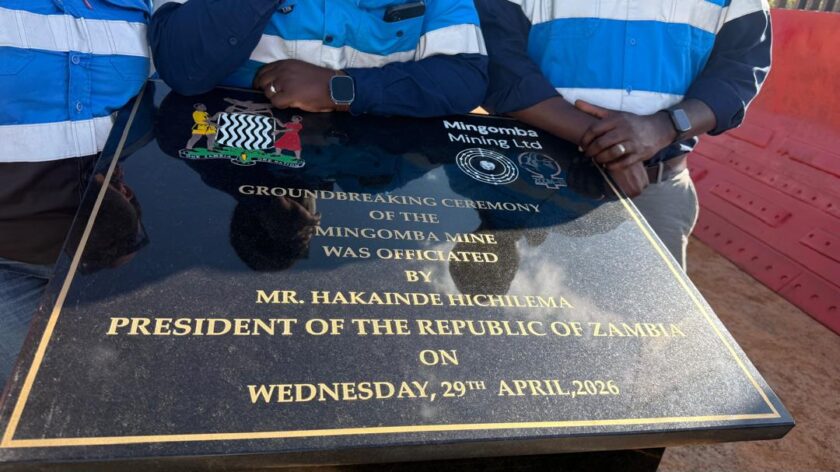 Mingomba
Mining Ltd
GROUNDBREAKING CEREMONY
OF THE
MINGOMBA MINE
WAS OFFICIATED
BY
MR. HAKAINDE HICHILEMA
PRESIDENT OF THE REPUBLIC OF ZAMBIA
ON
WEDNESDAY, 29TH APRIL,2026